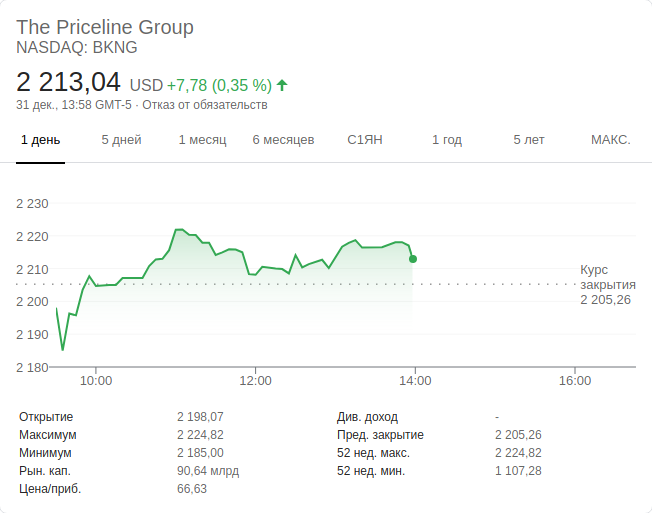 The Priceline Group
NASDAQ: BKNG
2 213,04 USD +7,78 (0,35 %)
31 дек., 13:58 GMT-5 · Отказ от обязательств
1 день 5 дней 1 месяц 6 месяцев С1ЯН 1 год 5 лет МАКС.
2 230
2 220
2 210
2 200
2 190
2 180
Курс
закрытия
2 205,26
10:00 12:00 14:00 16:00
Открытие 2 198,07 Див. доход -
Максимум 2 224,82 Пред. закрытие 2 205,26
Минимум 2 185,00 52 нед. макс. 2 224,82
Рын. кап. 90,64 млрд 52 нед. мин. 1 107,28
Цена/приб. 66,63